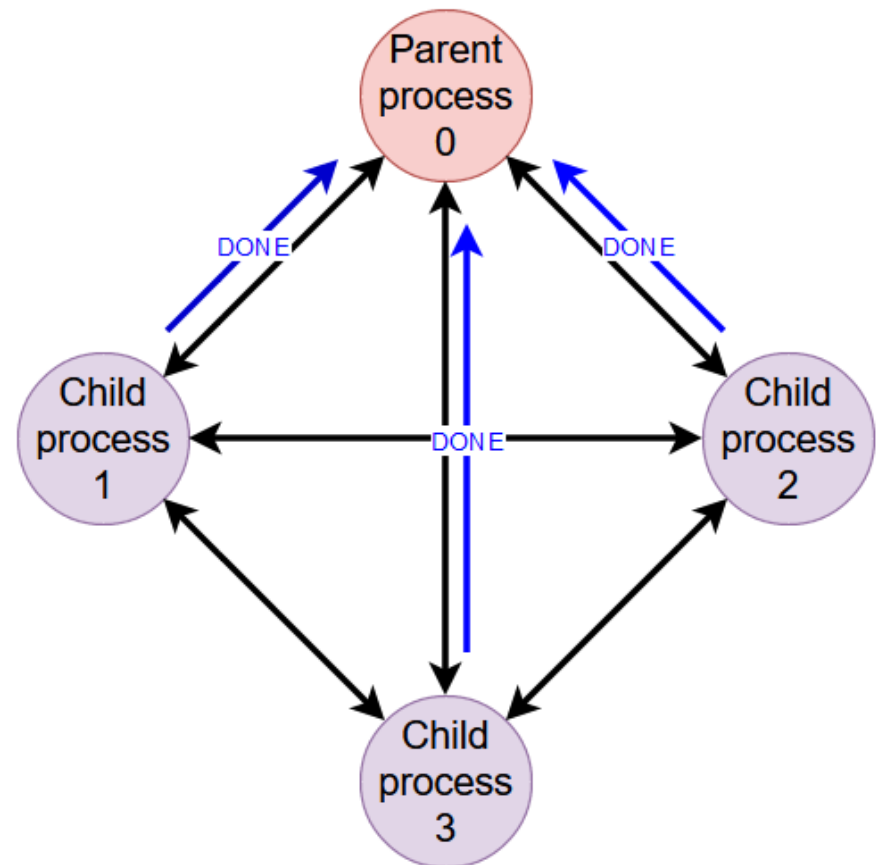 Parent
process
0
DONE
DONE
Child
process
1
DONE
Child
process
2
Child
process
3